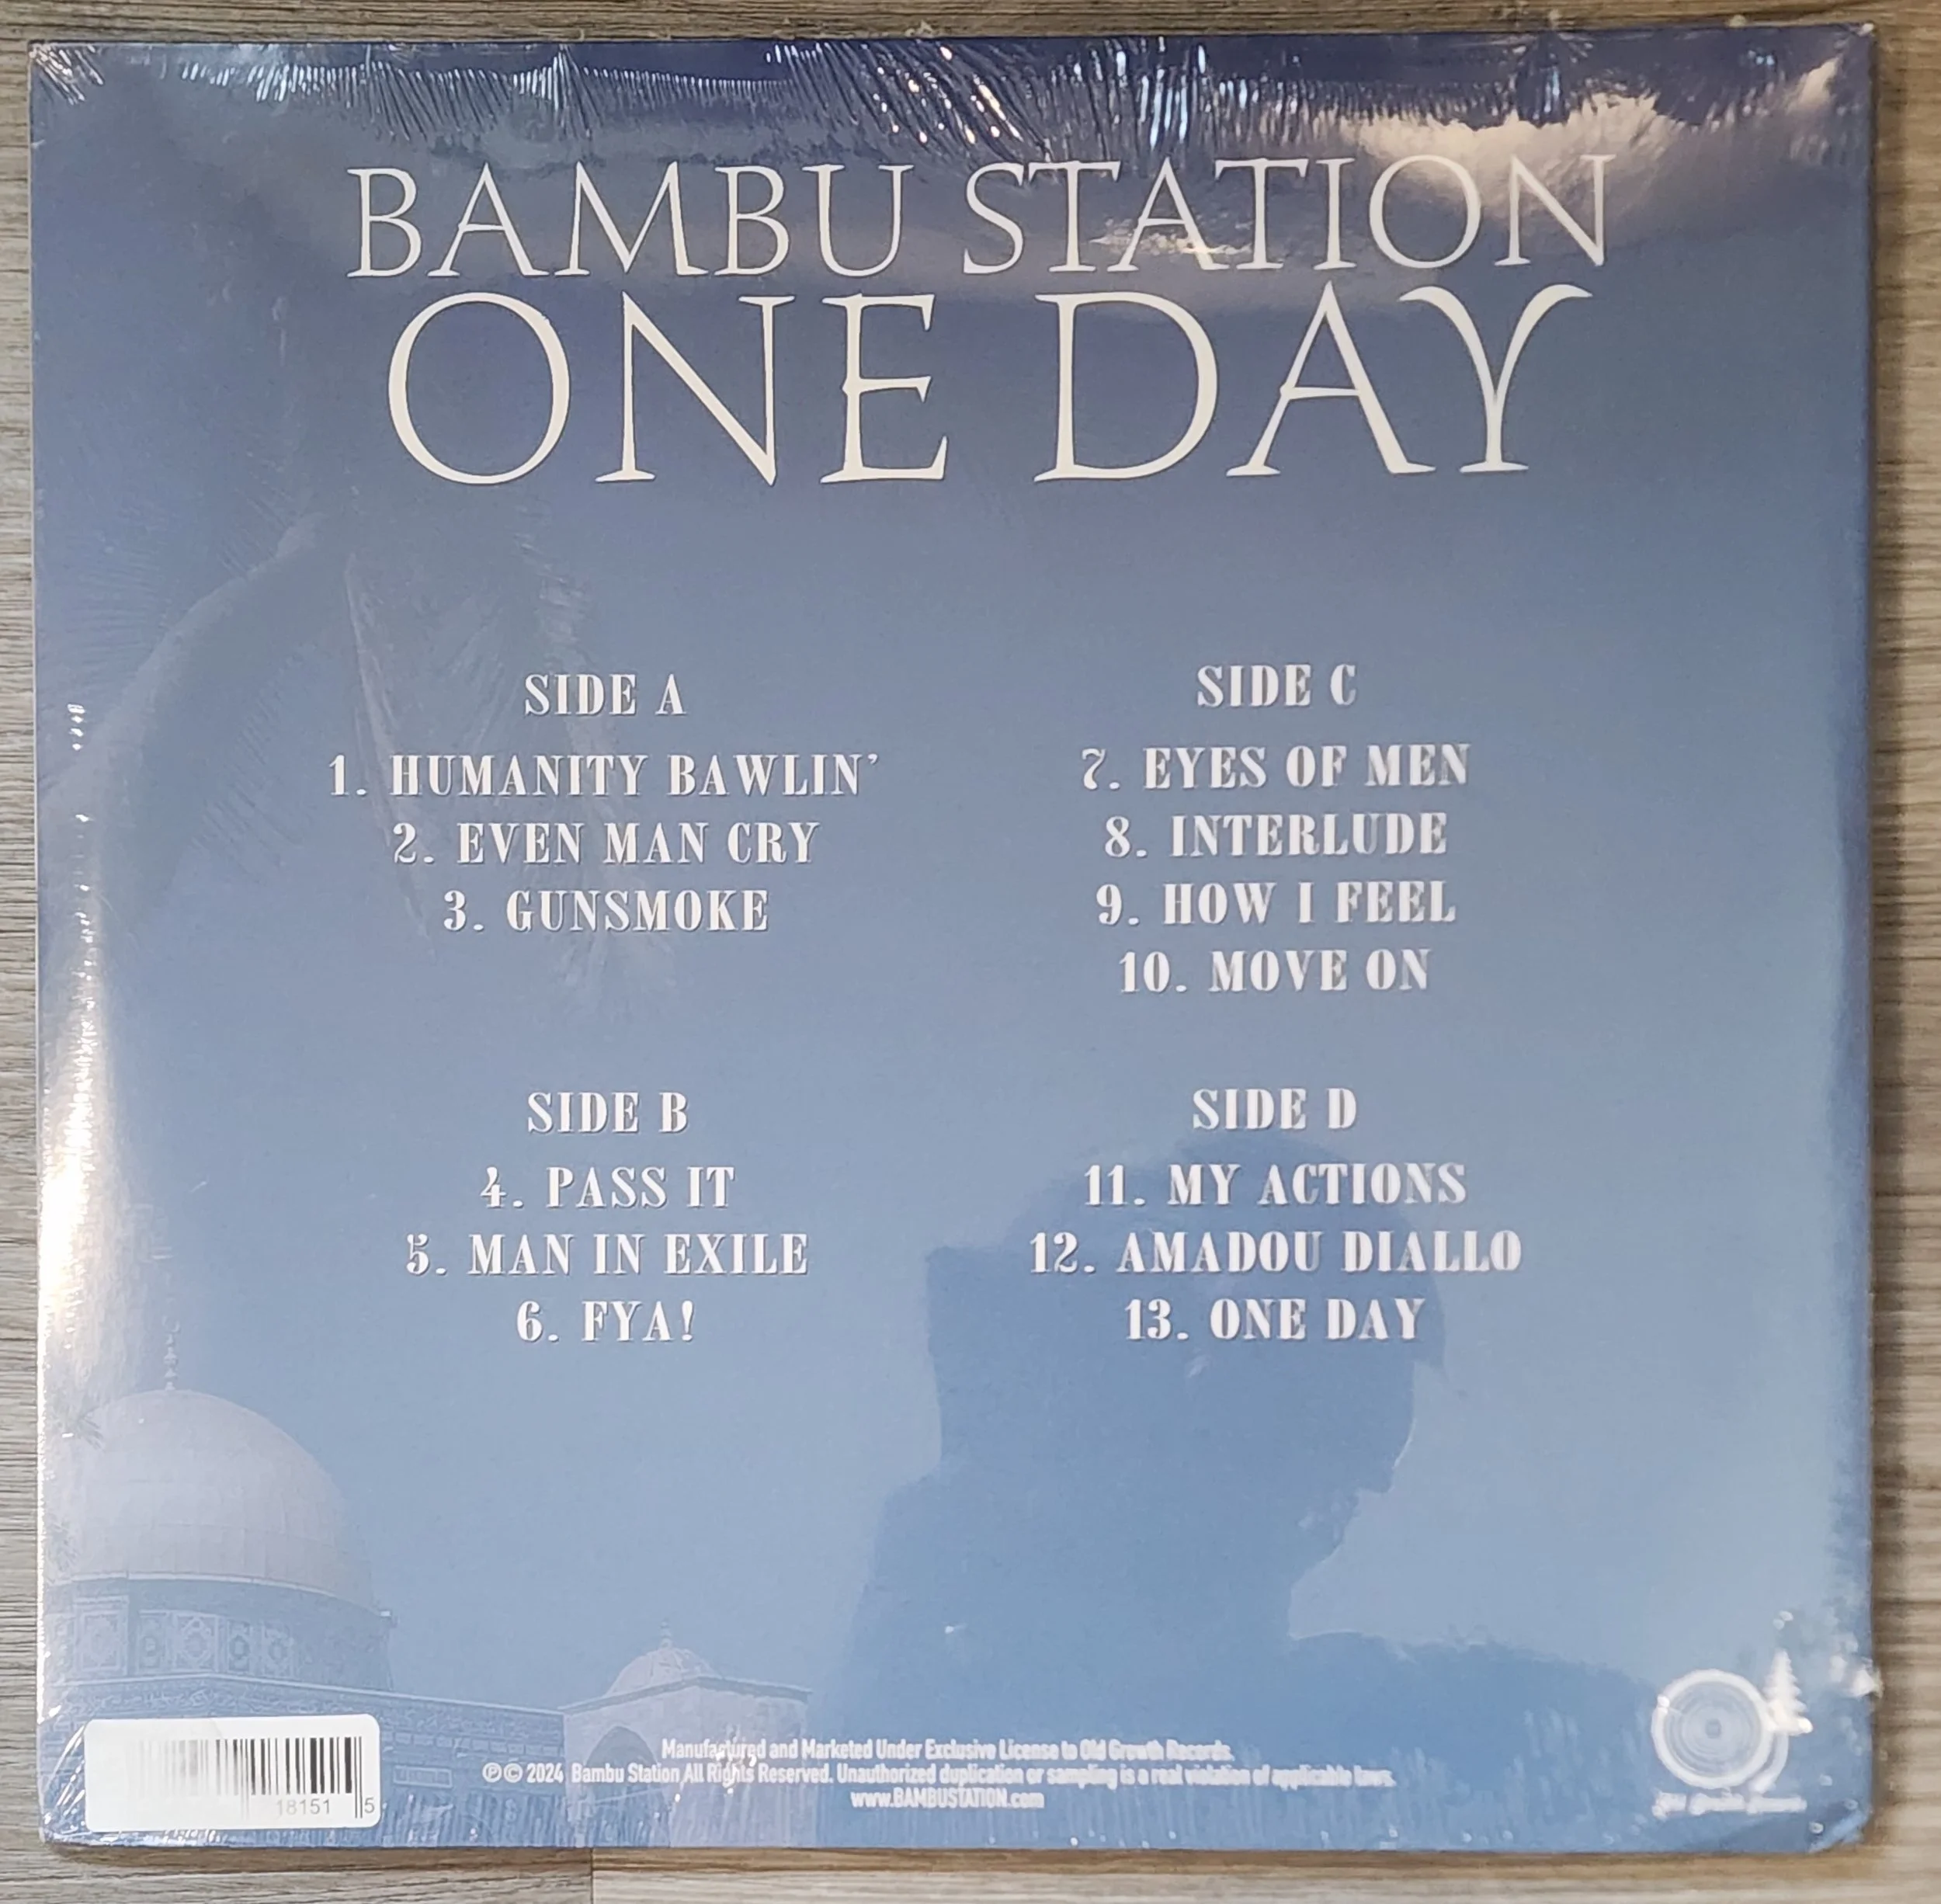 BAMBU STATION
ONE DAY
SIDE A
1. HUMANITY BAWLIN'
2. EVEN MAN CRY
3. GUNSMOKE
SIDE B
4. PASS IT
5. MAN IN EXILE
6. FYA!
SIDE C
7. EYES OF MEN
8. INTERLUDE
9. HOW I FEEL
10. MOVE ON
SIDE D
11. MY ACTIONS
12. AMADOU DIALLO
13. ONE DAY
Manufactured and Marketed Under Exclusive License to Old Growth Records.
℗© 2024 Bambu Station All Rights Reserved. Unauthorized duplication or sampling is a real violation of applicable laws.
www.BAMBUSTATION.com
18151 5